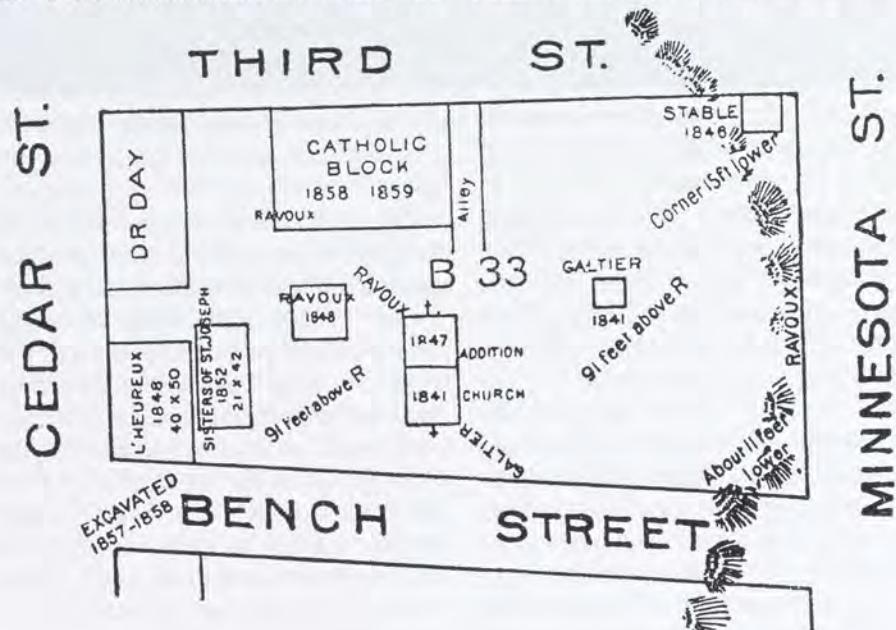 THIRD ST.
CEDAR ST.
MINNESOTA ST.
DR DAY
CATHOLIC
BLOCK
1858 1859
RAVOUX
Alley
STABLE
1846
Corner 15ft lower
B 33
GALTIER
1841
91 feet above R
RAVOUX
RAVOUX
1848
RAVOUX
1847
ADDITION
1841
CHURCH
GALTIER
L'HEUREUX
1848
40 X 50
SISTERS OF ST. JOSEPH
1852
21 X 42
91 feet above R
About 11 feet
lower
EXCAVATED
1857-1858
BENCH STREET